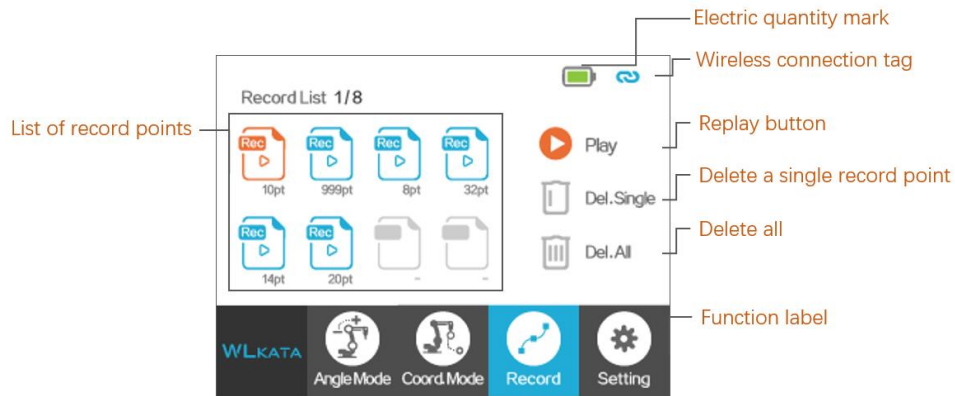 Electric quantity mark
Wireless connection tag
Record List 1/8
List of record points
Rec Rec Rec Rec
10pt 999pt 8pt 32pt
Rec Rec
14pt 20pt - -
Play
Replay button
Del.Single
Delete a single record point
Del.All
Delete all
Function label
WLKATA
Angle Mode Coord.Mode Record Setting